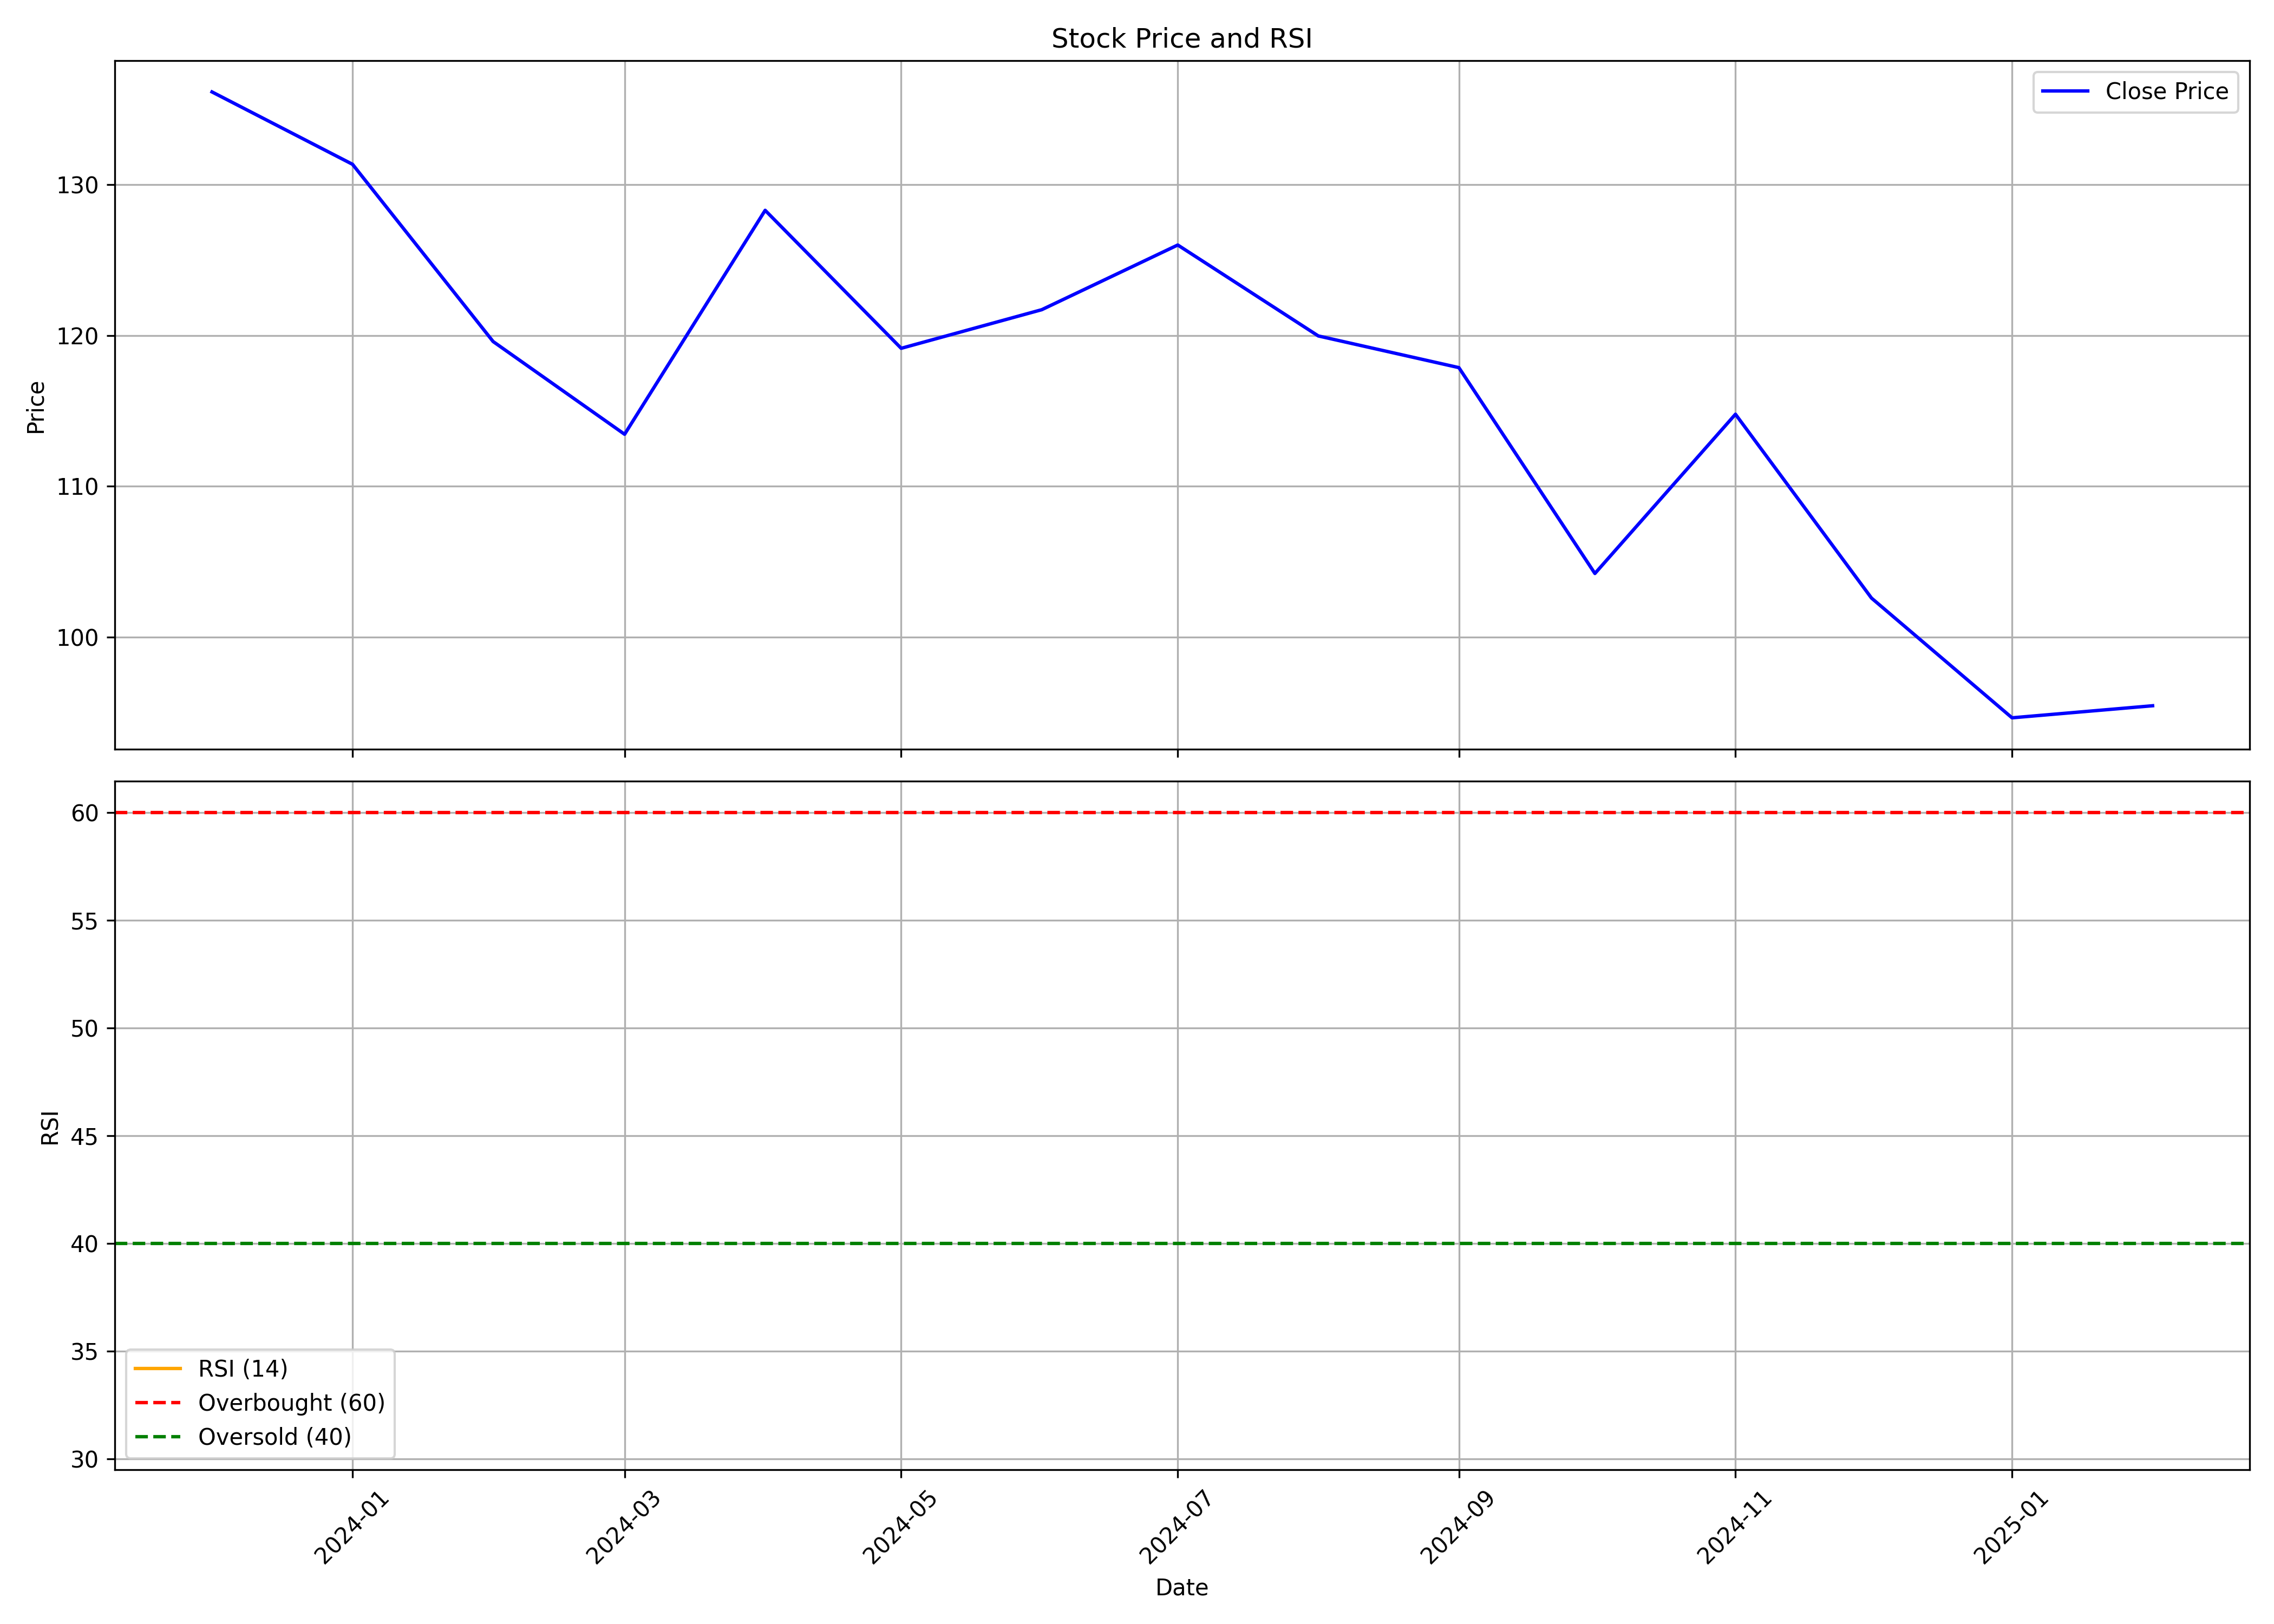 Stock Price and RSI
Close Price
Price
130
120
110
100
60
55
50
45
40
35
30
RSI
RSI (14)
Overbought (60)
Oversold (40)
2024-01
2024-03
2024-05
2024-07
2024-09
2024-11
2025-01
Date